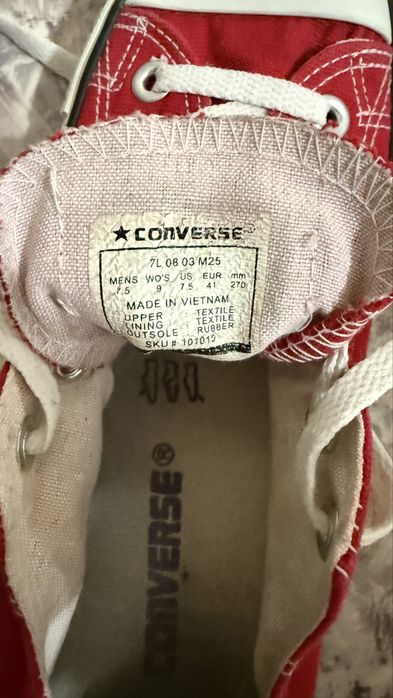 ★CONVERSE®
7L 08 03 M25
MENS WO'S US EUR mm
7.5 9 7.5 41 270
MADE IN VIETNAM
UPPER : TEXTILE
LINING : TEXTILE
OUTSOLE : RUBBER
SKU # 101013
CONVERSE®